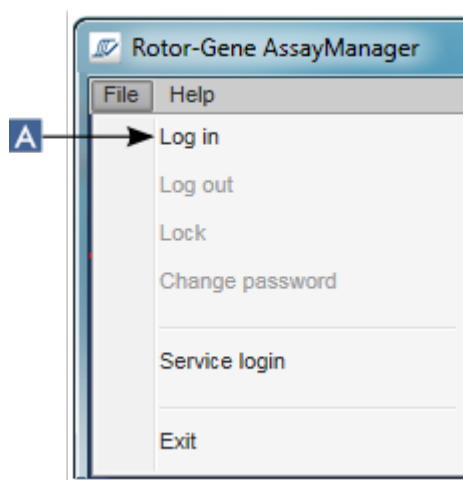 Rotor-Gene AssayManager
File Help
A
Log in
Log out
Lock
Change password
Service login
Exit